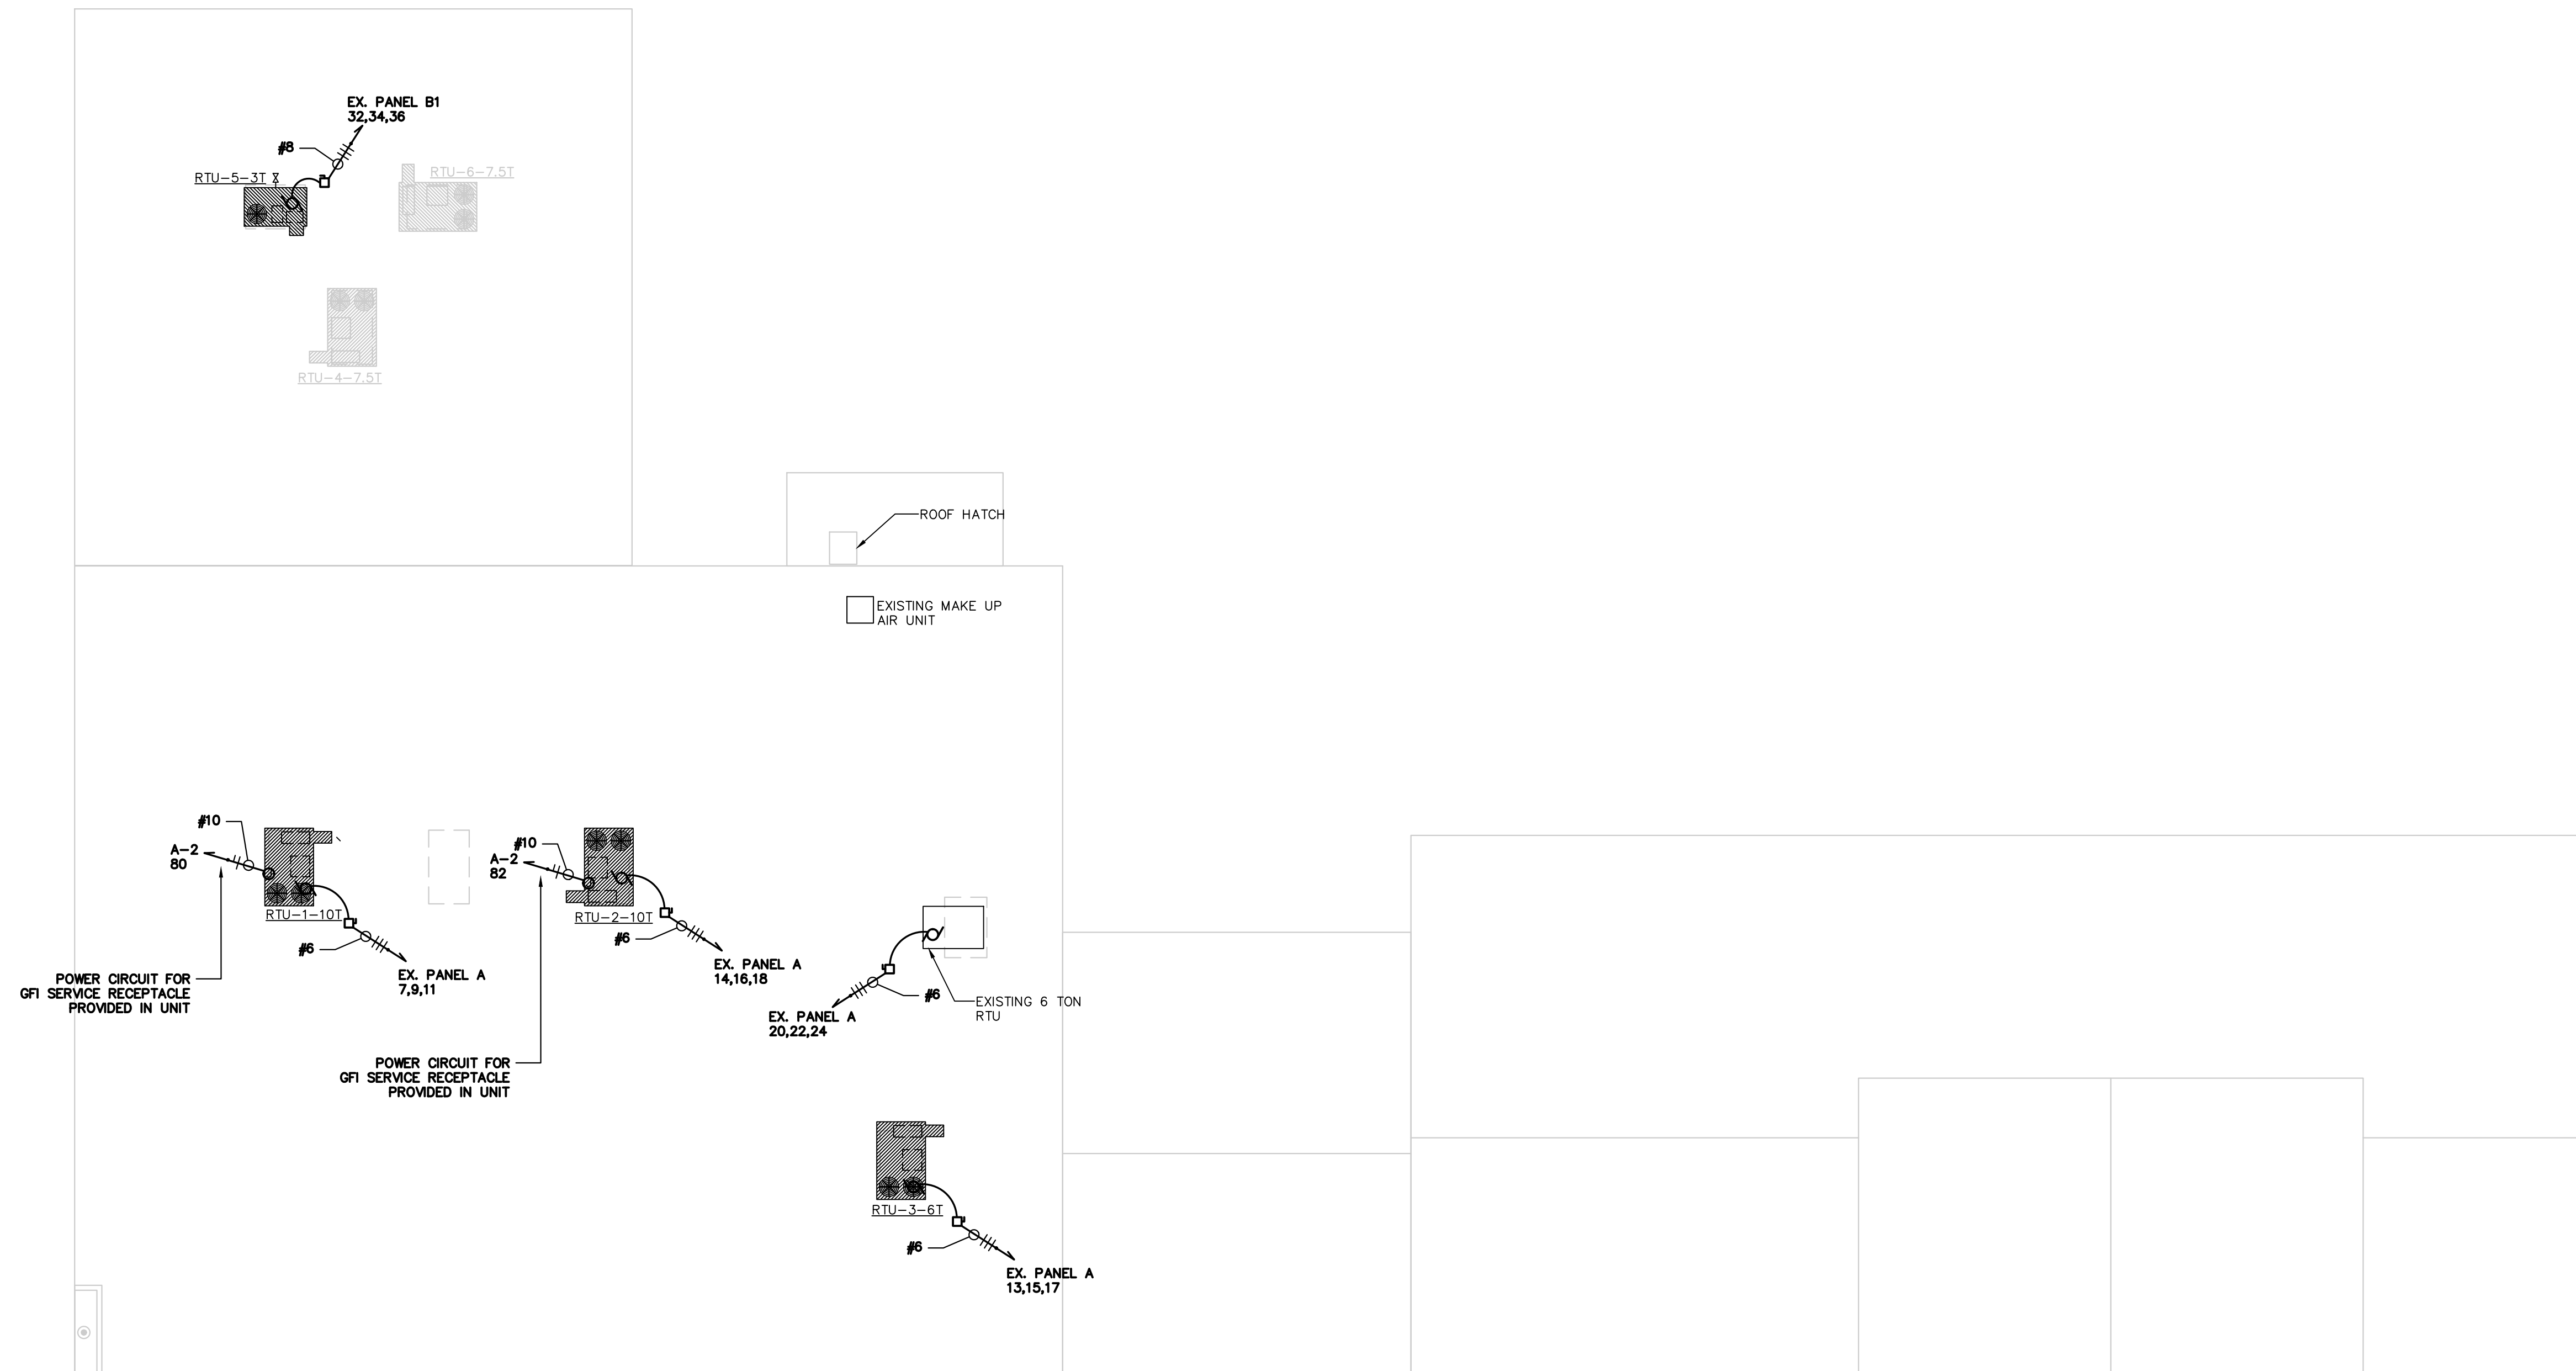 EX. PANEL B1
32,34,36
#8
RTU-6-7.5T
RTU-5-3T
RTU-4-7.5T
ROOF HATCH
EXISTING MAKE UP
AIR UNIT
#10
A-2
80
RTU-1-10T
#6
EX. PANEL A
7,9,11
POWER CIRCUIT FOR
GFI SERVICE RECEPTACLE
PROVIDED IN UNIT
#10
A-2
82
RTU-2-10T
#6
EX. PANEL A
14,16,18
POWER CIRCUIT FOR
GFI SERVICE RECEPTACLE
PROVIDED IN UNIT
#6
EXISTING 6 TON
RTU
EX. PANEL A
20,22,24
RTU-3-6T
#6
EX. PANEL A
13,15,17